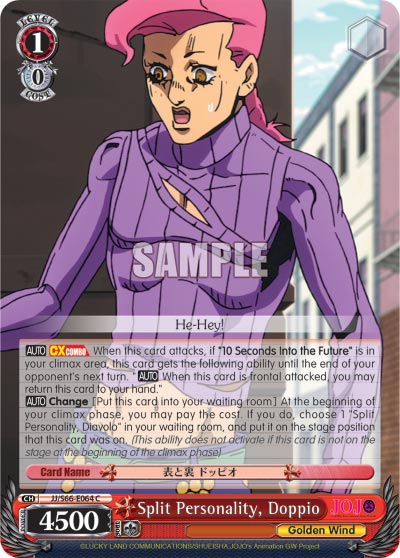 LEVEL
1
0
COST
SAMPLE
He-Hey!
AUTO CXCOMBO When this card attacks, if "10 Seconds Into the Future" is in
your climax area, this card gets the following ability until the end of your
opponent's next turn. "AUTO When this card is frontal attacked, you may
return this card to your hand."
AUTO Change [Put this card into your waiting room] At the beginning of
your climax phase, you may pay the cost. If you do, choose 1 "Split
Personality, Diavolo" in your waiting room, and put it on the stage position
that this card was on. (This ability does not activate if this card is not on the
stage at the beginning of the climax phase)
Card Name 表と裏 ドッピオ
CH JJ/S66-E064 C
POWER 4500 SOUL Split Personality, Doppio JOJO
Golden Wind
©LUCKY LAND COMMUNICATIONS/SHUEISHA,JOJO's Animation GW Project